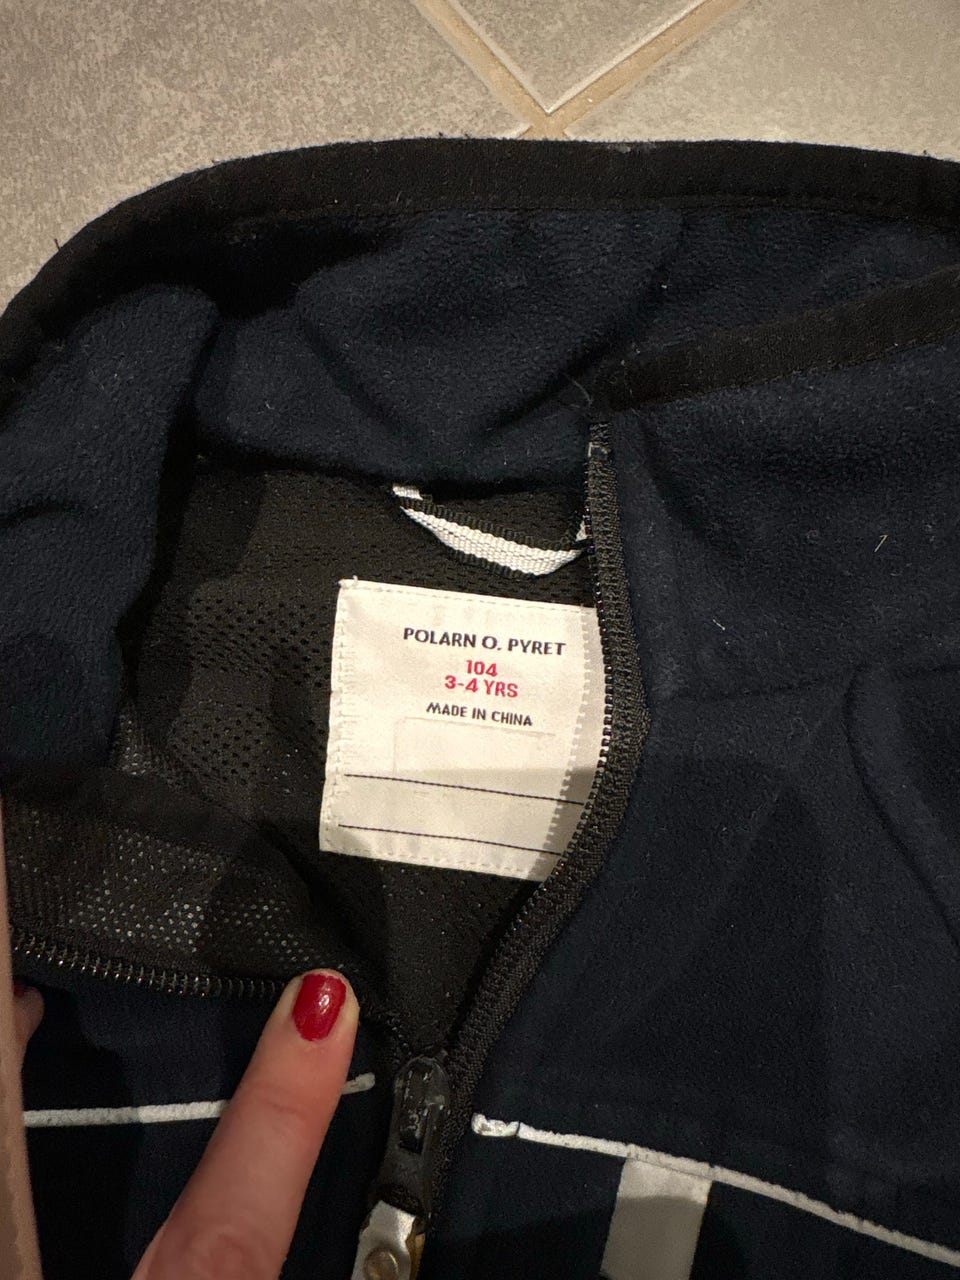 POLARN O. PYRET
104
3-4 YRS
MADE IN CHINA